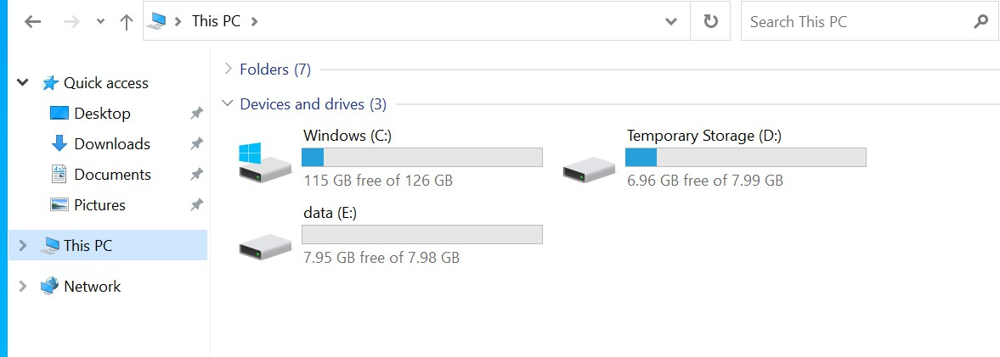 This PC
Search This PC
Quick access
Desktop
Downloads
Documents
Pictures
This PC
Network
Folders (7)
Devices and drives (3)
Windows (C:)
115 GB free of 126 GB
Temporary Storage (D:)
6.96 GB free of 7.99 GB
data (E:)
7.95 GB free of 7.98 GB